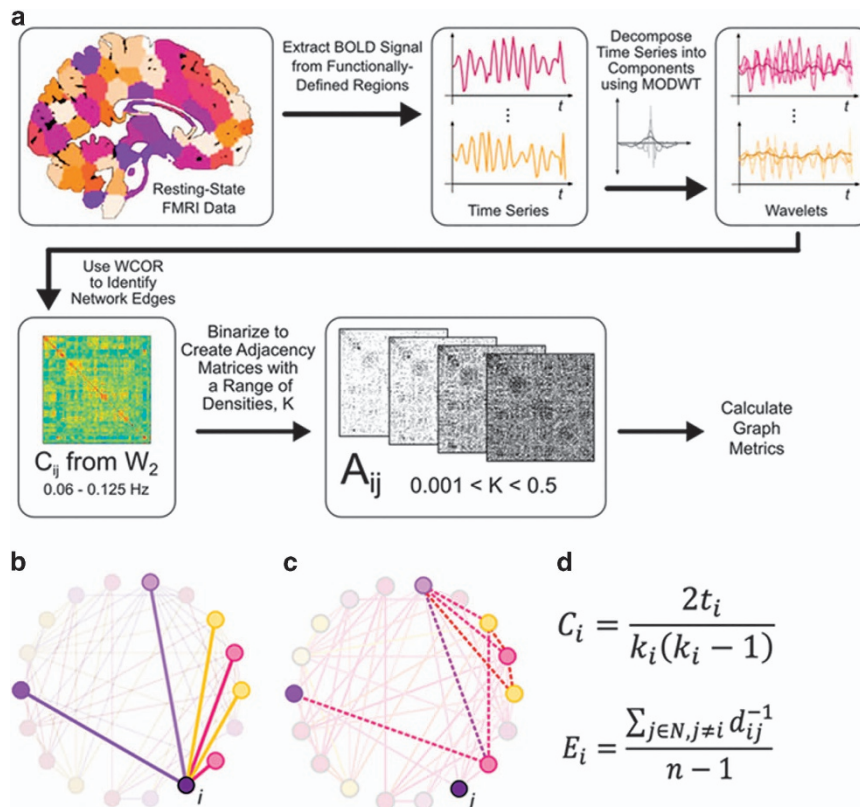 a
Resting-State
FMRI Data
Extract BOLD Signal
from Functionally-
Defined Regions
t
⋮
t
Time Series
Decompose
Time Series into
Components
using MODWT
t
⋮
t
Wavelets
Use WCOR
to Identify
Network Edges
C_ij from W_2
0.06 - 0.125 Hz
Binarize to
Create Adjacency
Matrices with
a Range of
Densities, K
A_ij 0.001 < K < 0.5
Calculate
Graph
Metrics
b
i
c
i
d
C_i = 2t_i / k_i(k_i − 1)
E_i = ∑_{j∈N, j≠i} d_ij^{-1} / n − 1